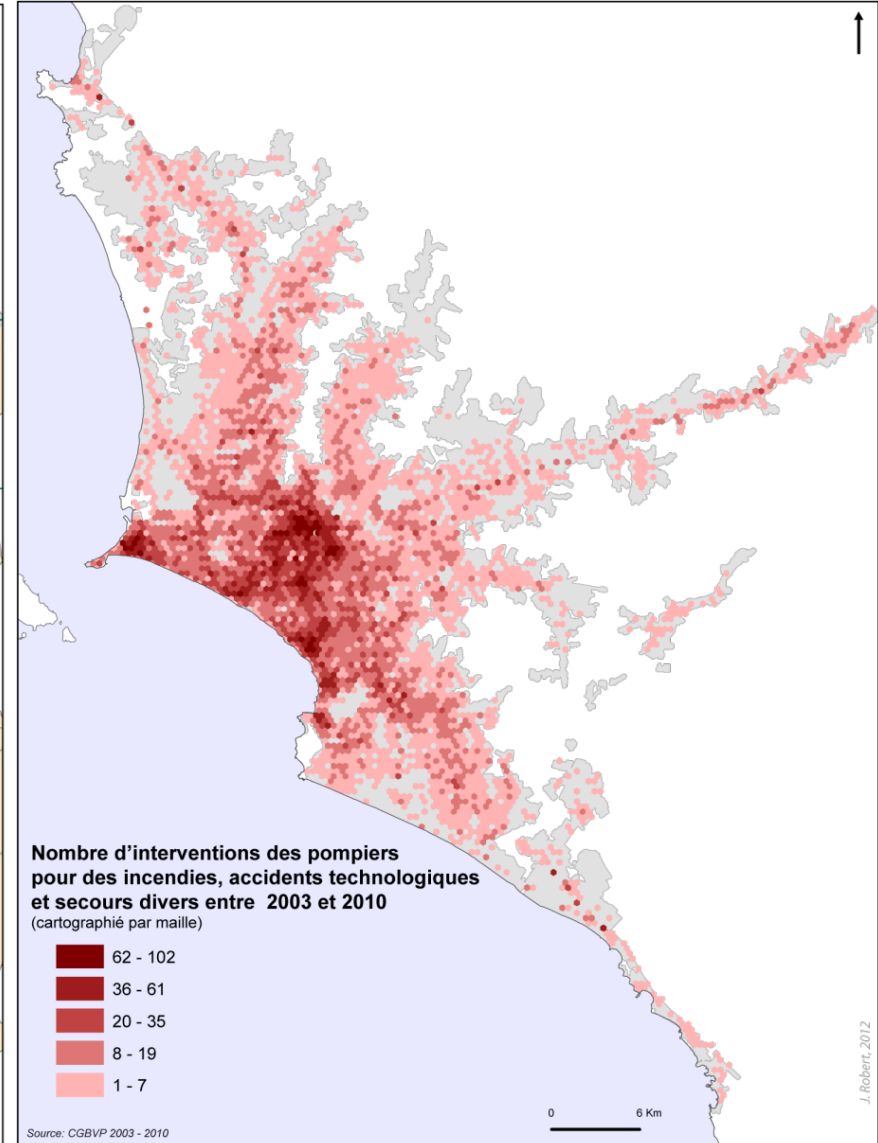 Nombre d’interventions des pompiers
pour des incendies, accidents technologiques
et secours divers entre 2003 et 2010
(cartographié par maille)
62 - 102
36 - 61
20 - 35
8 - 19
1 - 7
0 6 Km
Source: CGBVP 2003 - 2010
J. Robert, 2012